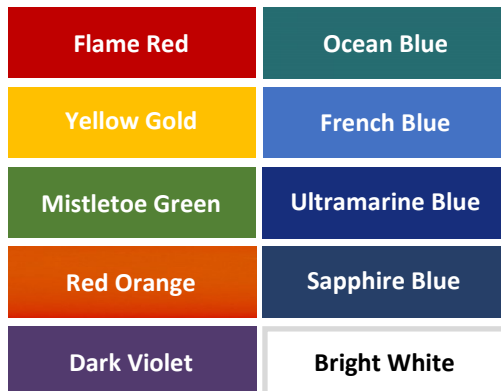 Flame Red
Ocean Blue
Yellow Gold
French Blue
Mistletoe Green
Ultramarine Blue
Red Orange
Sapphire Blue
Dark Violet
Bright White